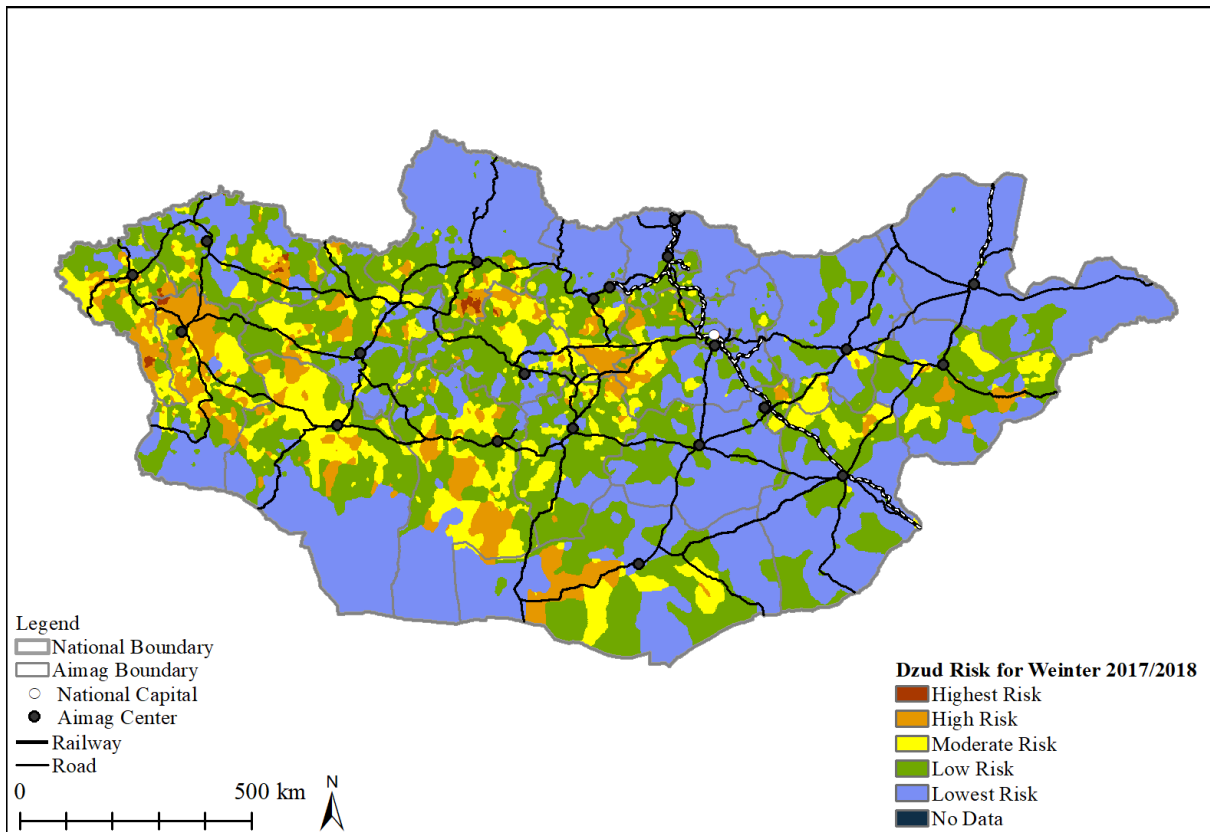 Legend
National Boundary
Aimag Boundary
National Capital
Aimag Center
Railway
Road
0 500 km
N
Dzud Risk for Weinter 2017/2018
Highest Risk
High Risk
Moderate Risk
Low Risk
Lowest Risk
No Data